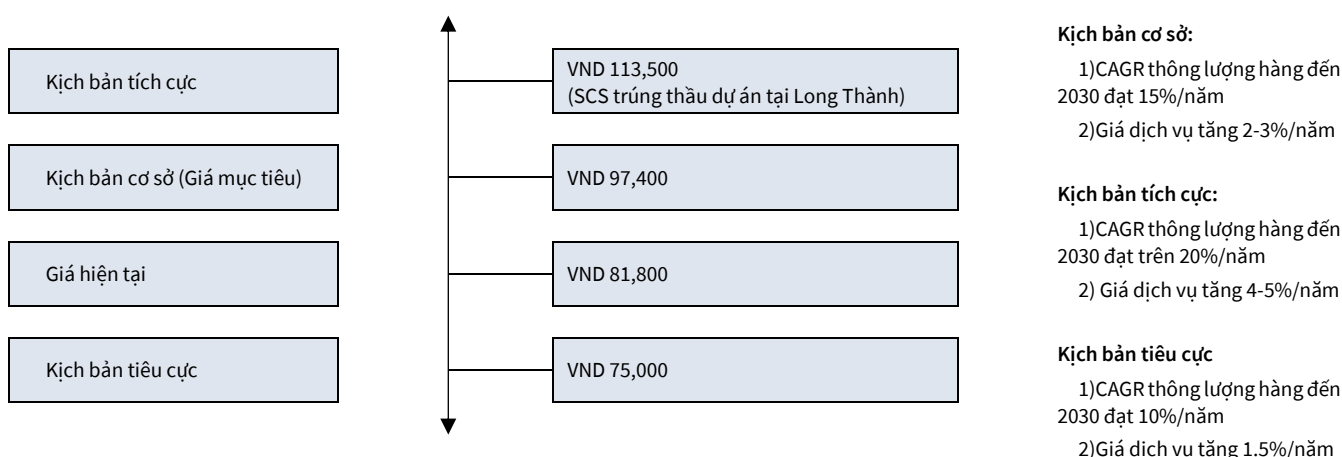 Kịch bản tích cực
VND 113,500
(SCS trúng thầu dự án tại Long Thành)
Kịch bản cơ sở (Giá mục tiêu)
VND 97,400
Giá hiện tại
VND 81,800
Kịch bản tiêu cực
VND 75,000
Kịch bản cơ sở:
1)CAGR thông lượng hàng đến
2030 đạt 15%/năm
2)Giá dịch vụ tăng 2-3%/năm
Kịch bản tích cực:
1)CAGR thông lượng hàng đến
2030 đạt trên 20%/năm
2) Giá dịch vụ tăng 4-5%/năm
Kịch bản tiêu cực
1)CAGR thông lượng hàng đến
2030 đạt 10%/năm
2)Giá dịch vụ tăng 1.5%/năm